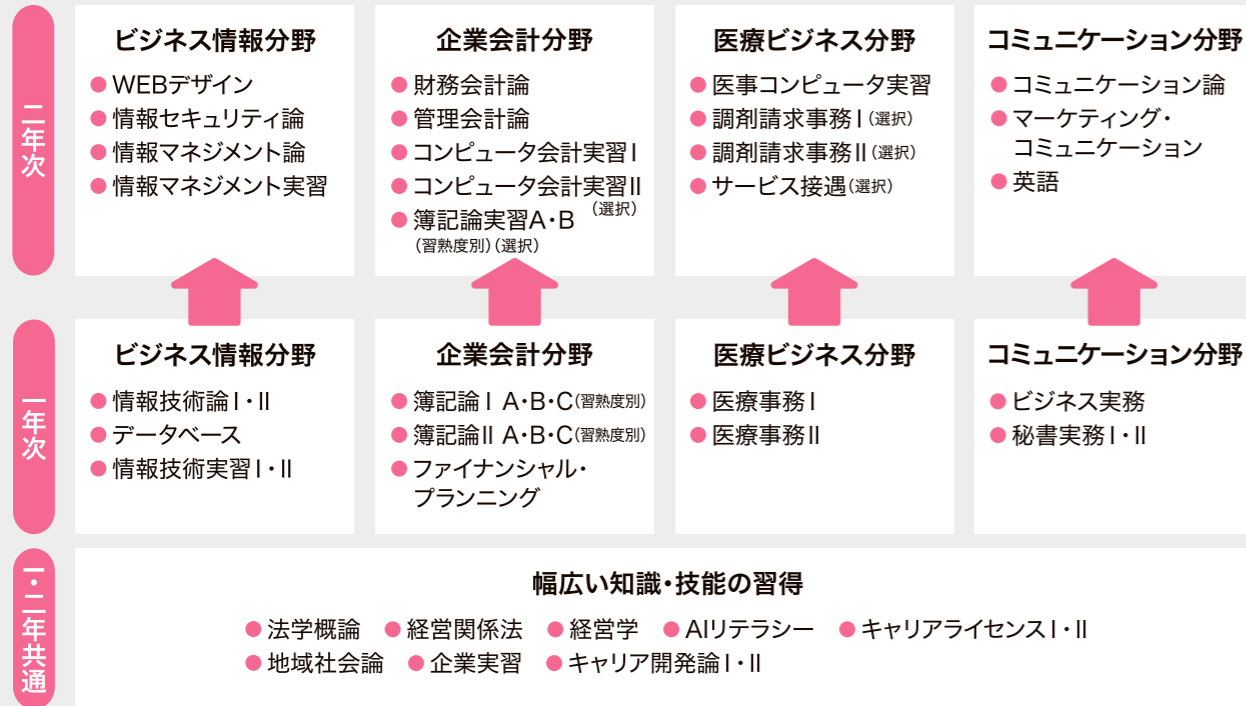 二年次
ビジネス情報分野
●WEBデザイン
●情報セキュリティ論
●情報マネジメント論
●情報マネジメント実習
企業会計分野
●財務会計論
●管理会計論
●コンピュータ会計実習Ⅰ
●コンピュータ会計実習Ⅱ
(選択)
●簿記論実習A・B
(習熟度別)(選択)
医療ビジネス分野
●医事コンピュータ実習
●調剤請求事務Ⅰ(選択)
●調剤請求事務Ⅱ(選択)
●サービス接遇(選択)
コミュニケーション分野
●コミュニケーション論
●マーケティング・
コミュニケーション
●英語
一年次
ビジネス情報分野
●情報技術論Ⅰ・Ⅱ
●データベース
●情報技術実習Ⅰ・Ⅱ
企業会計分野
●簿記論Ⅰ A・B・C(習熟度別)
●簿記論Ⅱ A・B・C(習熟度別)
●ファイナンシャル・
プランニング
医療ビジネス分野
●医療事務Ⅰ
●医療事務Ⅱ
コミュニケーション分野
●ビジネス実務
●秘書実務Ⅰ・Ⅱ
一・二年共通
幅広い知識・技能の習得
●法学概論 ●経営関係法 ●経営学 ●AIリテラシー ●キャリアライセンスⅠ・Ⅱ
●地域社会論 ●企業実習 ●キャリア開発論Ⅰ・Ⅱ